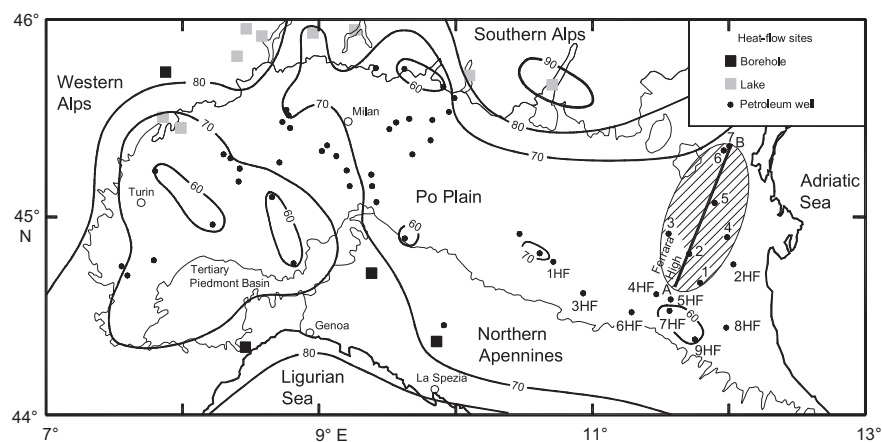 46°
Southern Alps
Heat-flow sites
Borehole
Lake
Petroleum well
Western
Alps
80
90
60
70
Milan
70
80
70
7
B
6
Turin
60
60
Po Plain
5
Adriatic
Sea
45°
N
60
70
3
4
Ferrara
High
2
1
2HF
1HF
Tertiary
Piedmont Basin
3HF
4HF
A
5HF
60
6HF
7HF
8HF
9HF
Genoa
Northern
Apennines
80
Ligurian
Sea
La Spezia
70
44°
7°
9° E
11°
13°